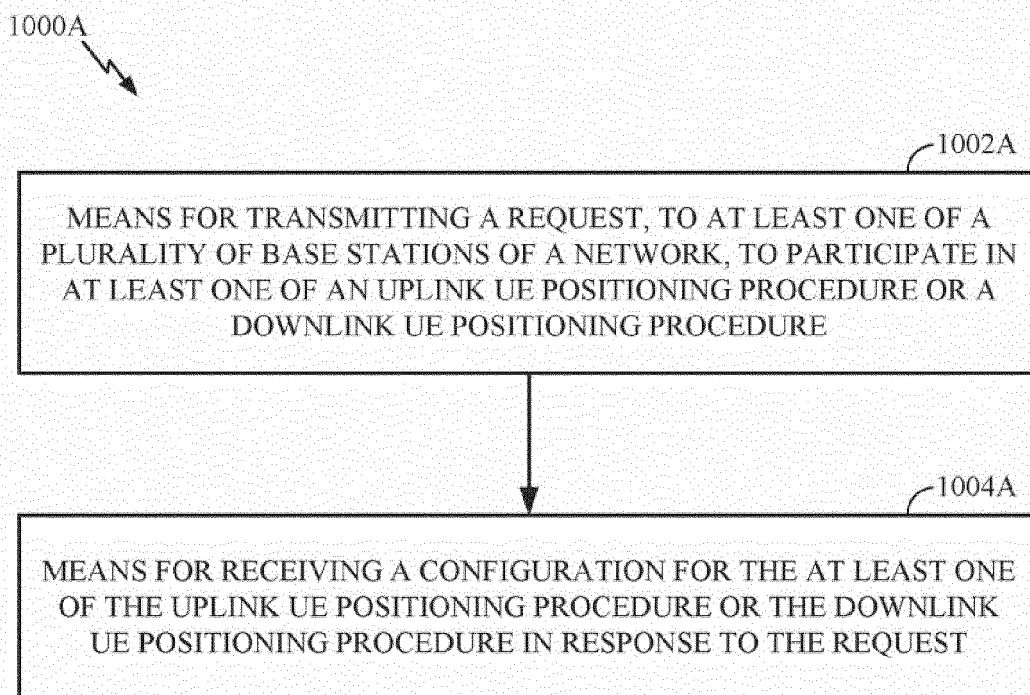 1000A
1002A
MEANS FOR TRANSMITTING A REQUEST, TO AT LEAST ONE OF A
PLURALITY OF BASE STATIONS OF A NETWORK, TO PARTICIPATE IN
AT LEAST ONE OF AN UPLINK UE POSITIONING PROCEDURE OR A
DOWNLINK UE POSITIONING PROCEDURE
1004A
MEANS FOR RECEIVING A CONFIGURATION FOR THE AT LEAST ONE
OF THE UPLINK UE POSITIONING PROCEDURE OR THE DOWNLINK
UE POSITIONING PROCEDURE IN RESPONSE TO THE REQUEST